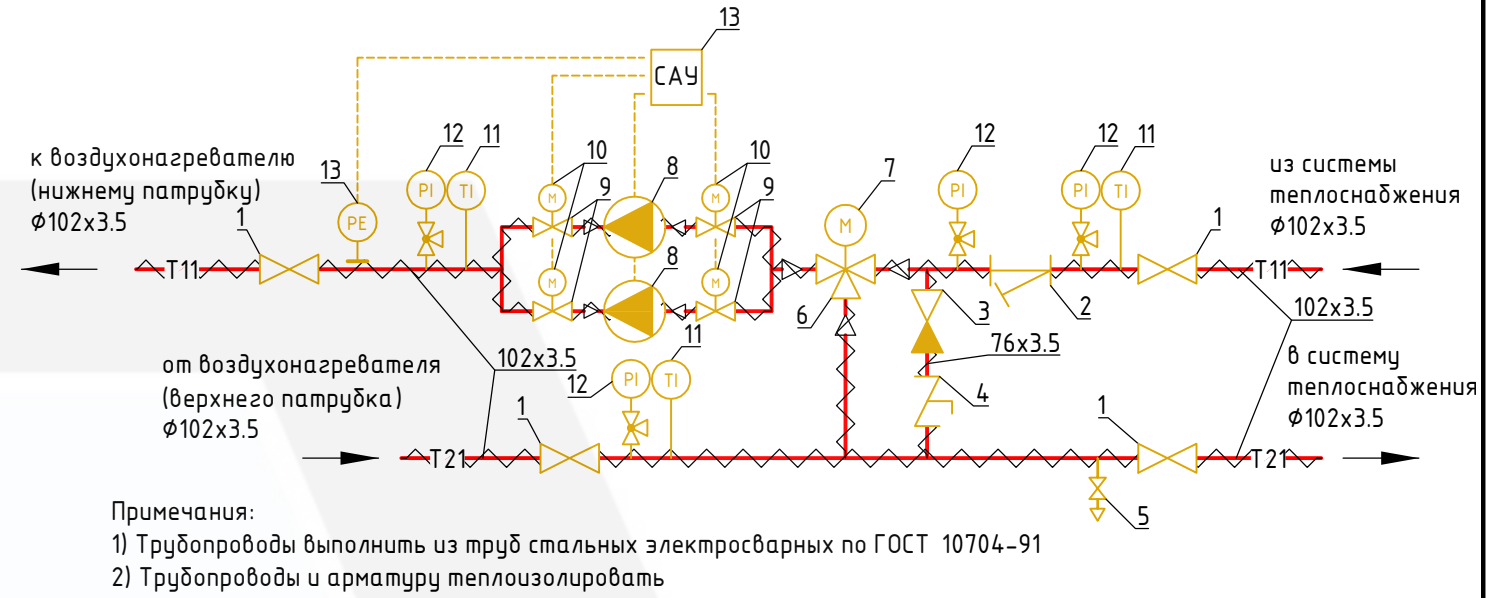 13
САУ
12
11
10
8
10
7
12
12
11
к воздухонагревателю
(нижнему патрубку)
Ф102х3.5
13
1
PE
PI
TI
M
9
M
9
M
PI
PI
TI
1
из системы
теплоснабжения
Ф102х3.5
T11
M
8
M
6
3
2
T11
102х3.5
11
76х3.5
от воздухонагревателя
(верхнего патрубка)
Ф102х3.5
102х3.5
12
PI
TI
1
4
1
в систему
теплоснабжения
Ф102х3.5
T21
T21
5
Примечания:
1) Трубопроводы выполнить из труб стальных электросварных по ГОСТ 10704-91
2) Трубопроводы и арматуру теплоизолировать